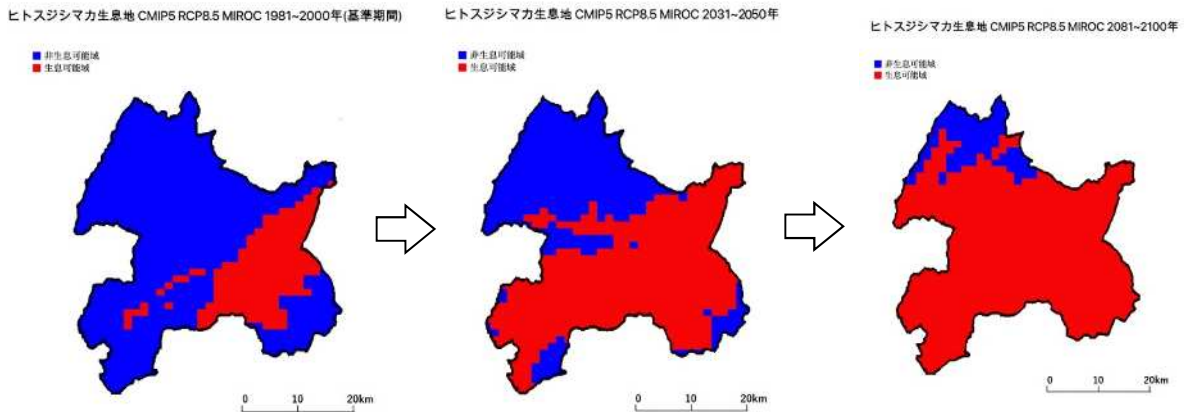 ヒトスジシマカ生息地 CMIP5 RCP8.5 MIROC 1981~2000年(基準期間)
非生息可能域
生息可能域
0 10 20km
ヒトスジシマカ生息地 CMIP5 RCP8.5 MIROC 2031~2050年
非生息可能域
生息可能域
0 10 20km
ヒトスジシマカ生息地 CMIP5 RCP8.5 MIROC 2081~2100年
非生息可能域
生息可能域
0 10 20km